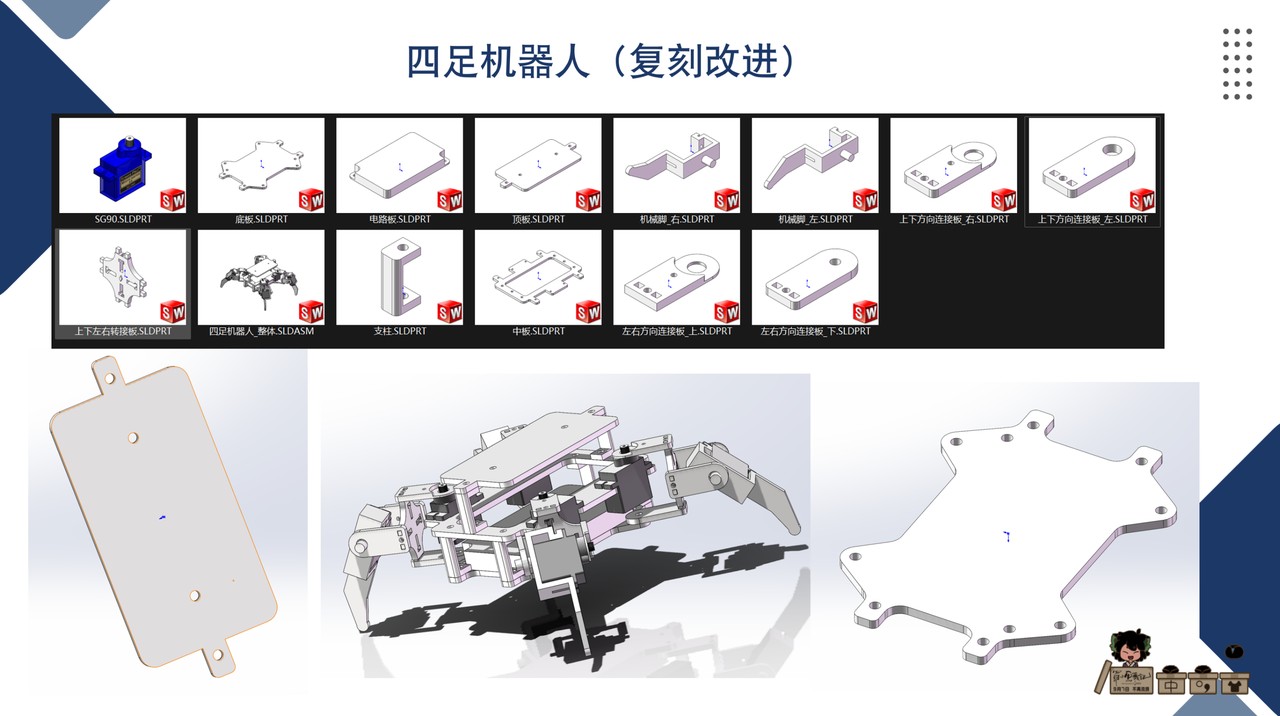 四足机器人（复刻改进）
SG90.SLDPRT
底板.SLDPRT
电路板.SLDPRT
顶板.SLDPRT
机械脚_右.SLDPRT
机械脚_左.SLDPRT
上下方向连接板_右.SLDPRT
上下方向连接板_左.SLDPRT
上下左右转接板.SLDPRT
四足机器人_整体.SLDASM
支柱.SLDPRT
中板.SLDPRT
左右方向连接板_上.SLDPRT
左右方向连接板_下.SLDPRT
中